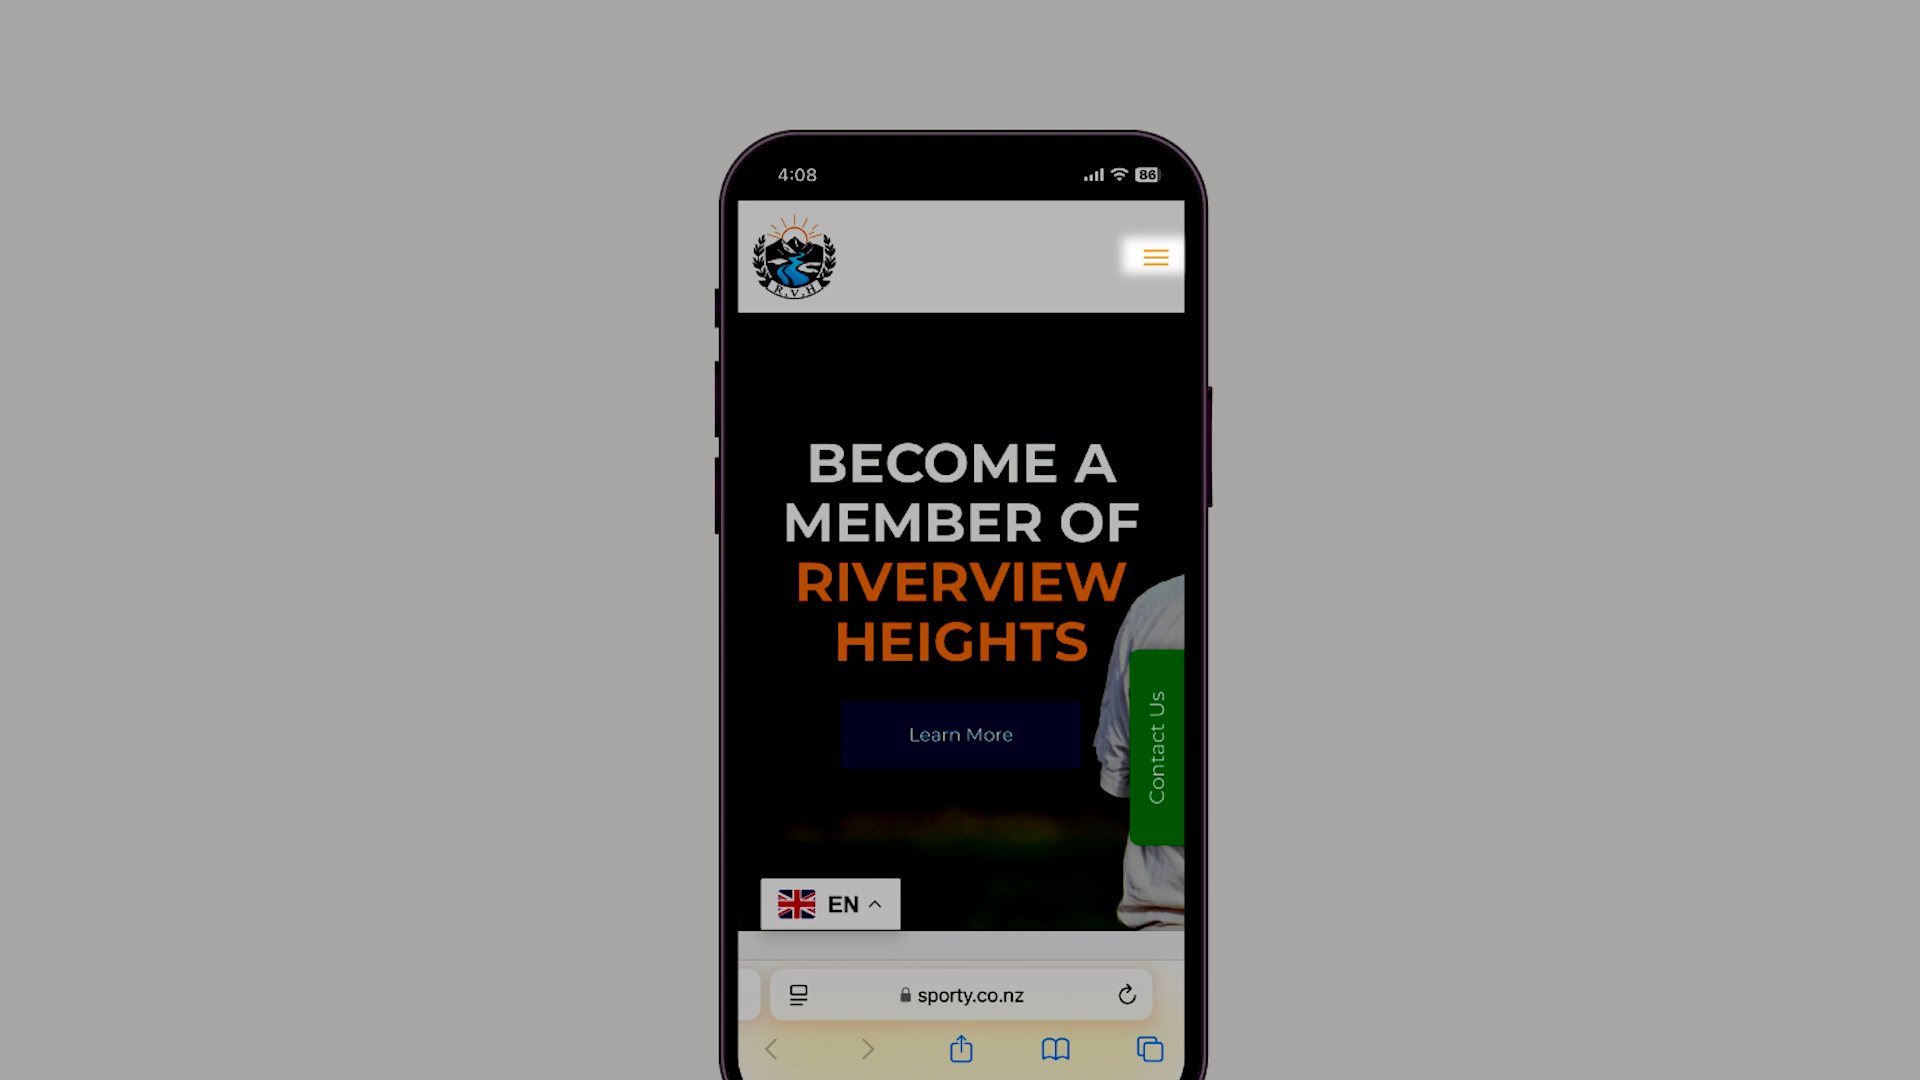 4:08
86
R.V.H
BECOME A
MEMBER OF
RIVERVIEW
HEIGHTS
Learn More
Contact Us
EN
sporty.co.nz